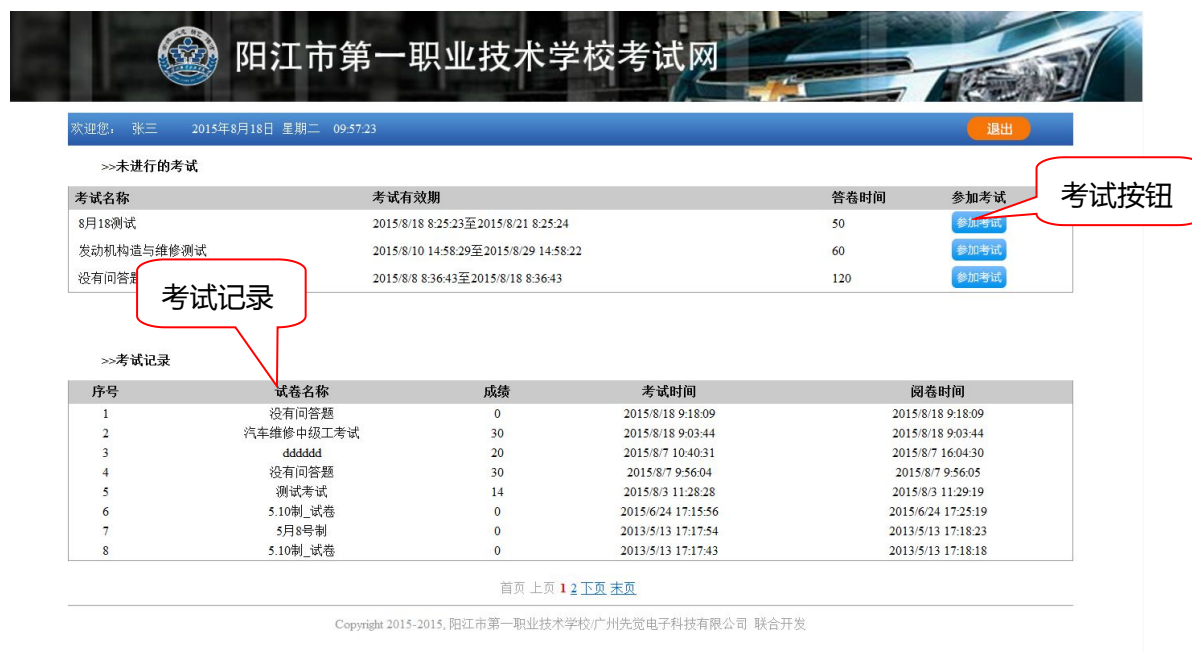 阳江市第一职业技术学校考试网
欢迎您， 张三 2015年8月18日 星期二 09:57:23 退出
>>未进行的考试
考试名称 考试有效期 答卷时间 参加考试
考试按钮
8月18测试 2015/8/18 8:25:23至2015/8/21 8:25:24 50 参加考试
发动机构造与维修测试 2015/8/10 14:58:29至2015/8/29 14:58:22 60 参加考试
没有问答 2015/8/8 8:36:43至2015/8/18 8:36:43 120 参加考试
考试记录
>>考试记录
序号 试卷名称 成绩 考试时间 阅卷时间
1 没有问答题 0 2015/8/18 9:18:09 2015/8/18 9:18:09
2 汽车维修中级工考试 30 2015/8/18 9:03:44 2015/8/18 9:03:44
3 dddddd 20 2015/8/7 10:40:31 2015/8/7 16:04:30
4 没有问答题 30 2015/8/7 9:56:04 2015/8/7 9:56:05
5 测试考试 14 2015/8/3 11:28:28 2015/8/3 11:29:19
6 5.10制_试卷 0 2015/6/24 17:15:56 2015/6/24 17:25:19
7 5月8号制 0 2013/5/13 17:17:54 2013/5/13 17:18:23
8 5.10制_试卷 0 2013/5/13 17:17:43 2013/5/13 17:18:18
首页 上页 1 2 下页 末页
Copyright 2015-2015, 阳江市第一职业技术学校/广州先觉电子科技有限公司 联合开发